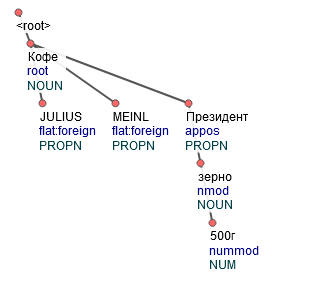 <root>
Кофе
root
NOUN
JULIUS MEINL Президент
flat:foreign flat:foreign appos
PROPN PROPN PROPN
зерно
nmod
NOUN
500г
nummod
NUM